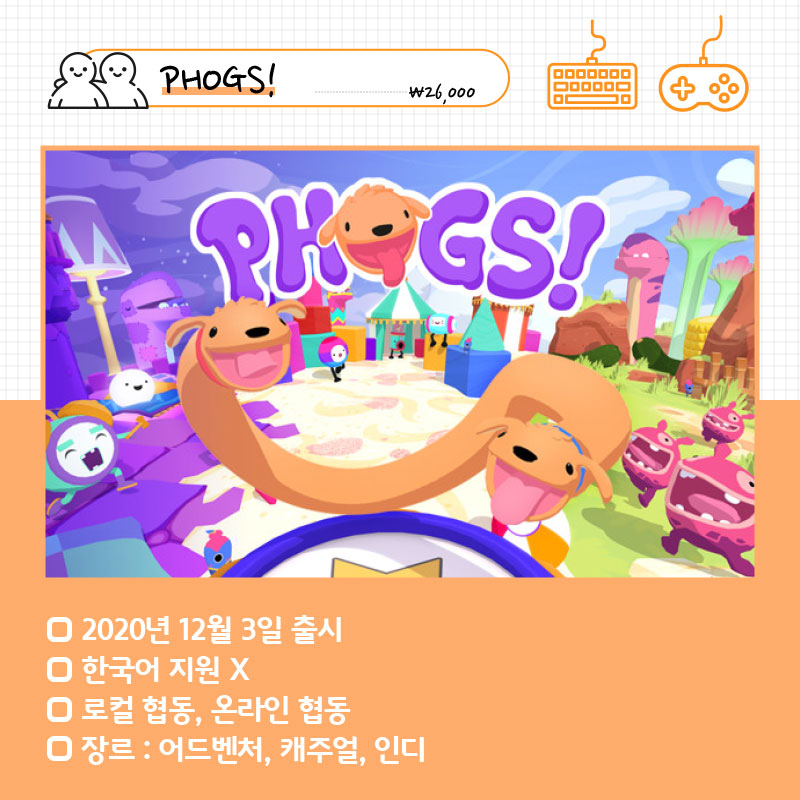 PHOGS!
₩26,000
PHOGS!
2020년 12월 3일 출시
한국어 지원 X
로컬 협동, 온라인 협동
장르 : 어드벤처, 캐주얼, 인디